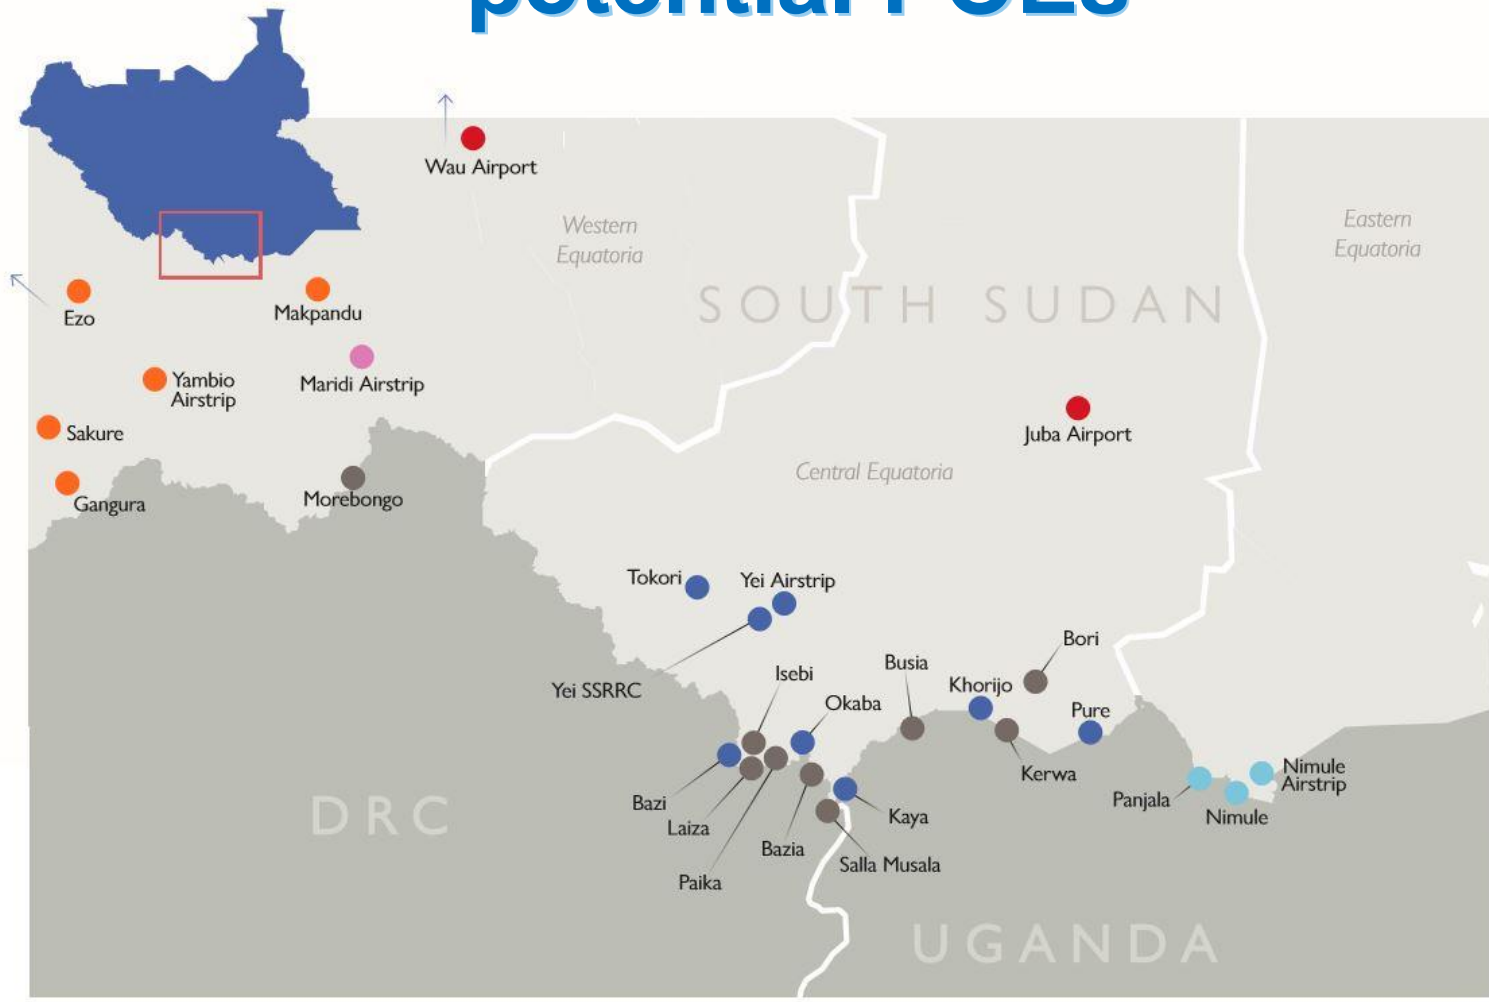 potential POEs
Wau Airport
Western
Equatoria
Eastern
Equatoria
SOUTH SUDAN
Ezo
Makpandu
Maridi Airstrip
Yambio
Airstrip
Sakure
Gangura
Morebongo
Juba Airport
Central Equatoria
Tokori
Yei Airstrip
Yei SSRRC
Isebi
Okaba
Busia
Khorijo
Bori
Pure
Kerwa
Bazi
Laiza
Paika
Bazia
Kaya
Salla Musala
Panjala
Nimule
Nimule
Airstrip
DRC
UGANDA